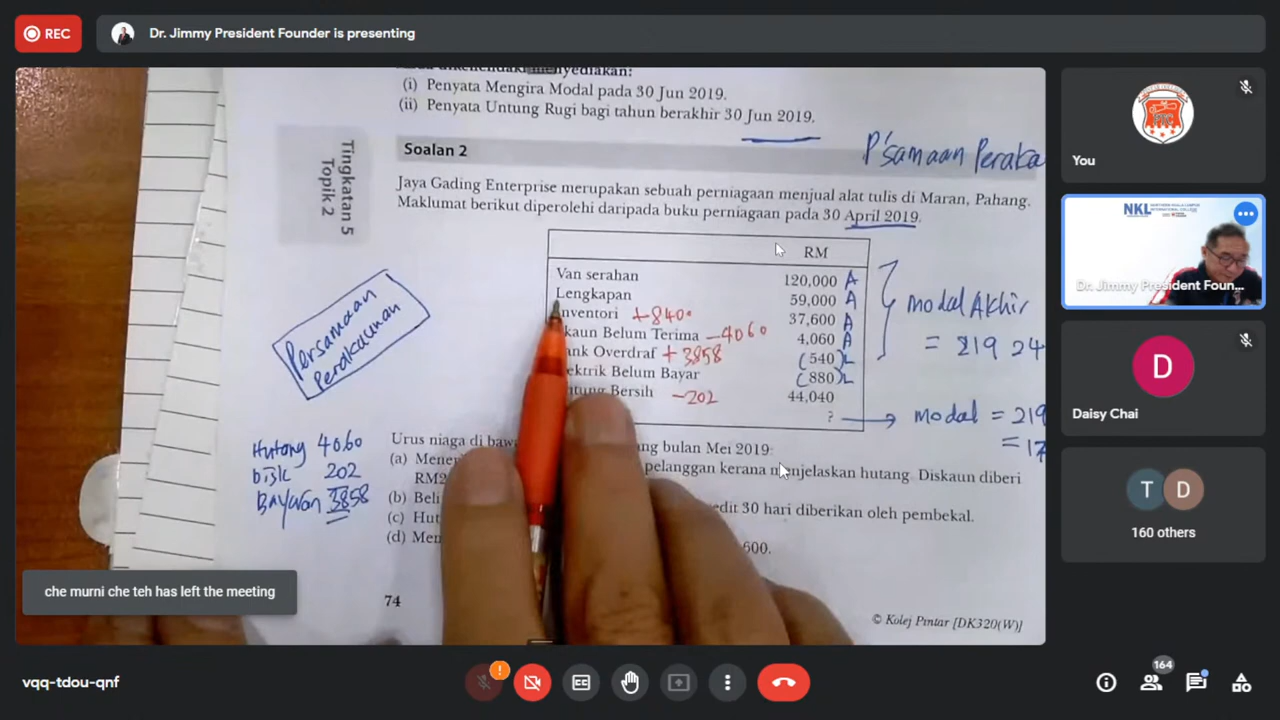 REC
Dr. Jimmy President Founder is presenting
(i) Penyata Mengira Modal pada 30 Jun 2019.
(ii) Penyata Untung Rugi bagi tahun berakhir 30 Jun 2019.
P'samaan Peraka
Tingkatan 5
Topik 2
Soalan 2
Jaya Gading Enterprise merupakan sebuah perniagaan menjual alat tulis di Maran, Pahang.
Maklumat berikut diperolehi daripada buku perniagaan pada 30 April 2019.
RM
Van serahan 120,000 A
Lengkapan 59,000 A
nventori +8400 37,600 A
kaun Belum Terima -4060 4,060 A
ank Overdraf +3858 (540) L
ektrik Belum Bayar (880) L
ntung Bersih -202 44,040
? → modal = 219
= 17
modal Akhir
= 219 24
Persamaan
Perakaunan
Hutang 4060
Disk 202
Bayaran 3858
Urus niaga di baw ng bulan Mei 2019:
(a) Mene pelanggan kerana menjelaskan hutang. Diskaun diberi
RM2
(b) Beli edit 30 hari diberikan oleh pembekal.
(c) Hut
(d) Men 600.
74
© Kolej Pintar [DK320(W)]
che murni che teh has left the meeting
You
NKL
Dr. Jimmy President Foun...
D
Daisy Chai
T D
160 others
vqq-tdou-qnf
164